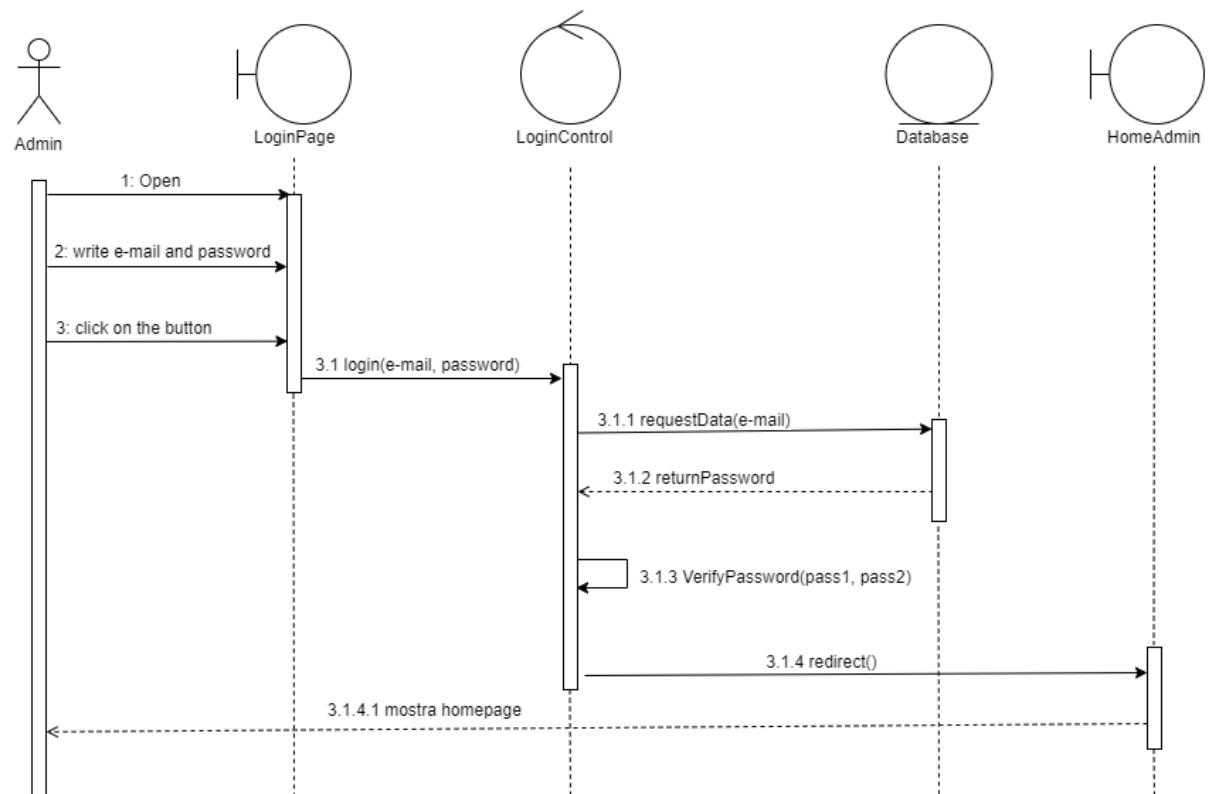 Admin
LoginPage
LoginControl
Database
HomeAdmin
1: Open
2: write e-mail and password
3: click on the button
3.1 login(e-mail, password)
3.1.1 requestData(e-mail)
3.1.2 returnPassword
3.1.3 VerifyPassword(pass1, pass2)
3.1.4 redirect()
3.1.4.1 mostra homepage